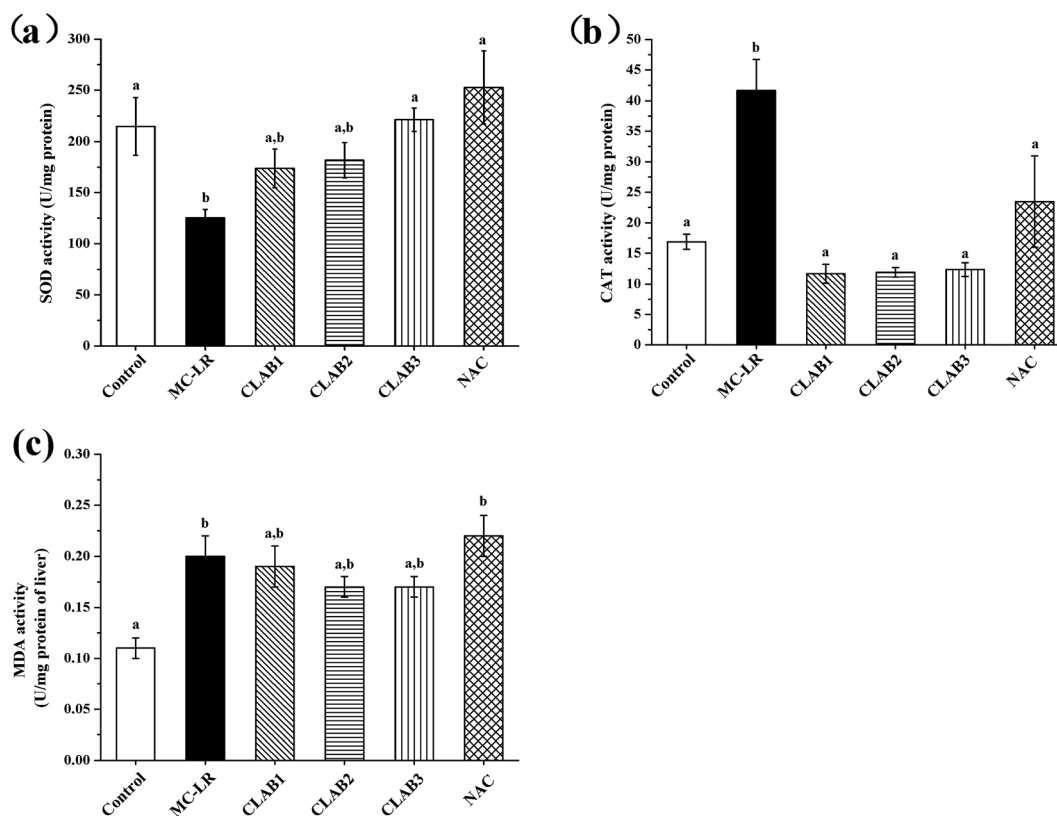 (a)
300
250
200
150
100
50
0
SOD activity (U/mg protein)
a
b
a,b
a,b
a
a
Control
MC-LR
CLAB1
CLAB2
CLAB3
NAC
(b)
50
45
40
35
30
25
20
15
10
5
0
CAT activity (U/mg protein)
a
b
a
a
a
a
Control
MC-LR
CLAB1
CLAB2
CLAB3
NAC
(c)
0.30
0.25
0.20
0.15
0.10
0.05
0.00
MDA activity
(U/mg protein of liver)
a
b
a,b
a,b
a,b
b
Control
MC-LR
CLAB1
CLAB2
CLAB3
NAC